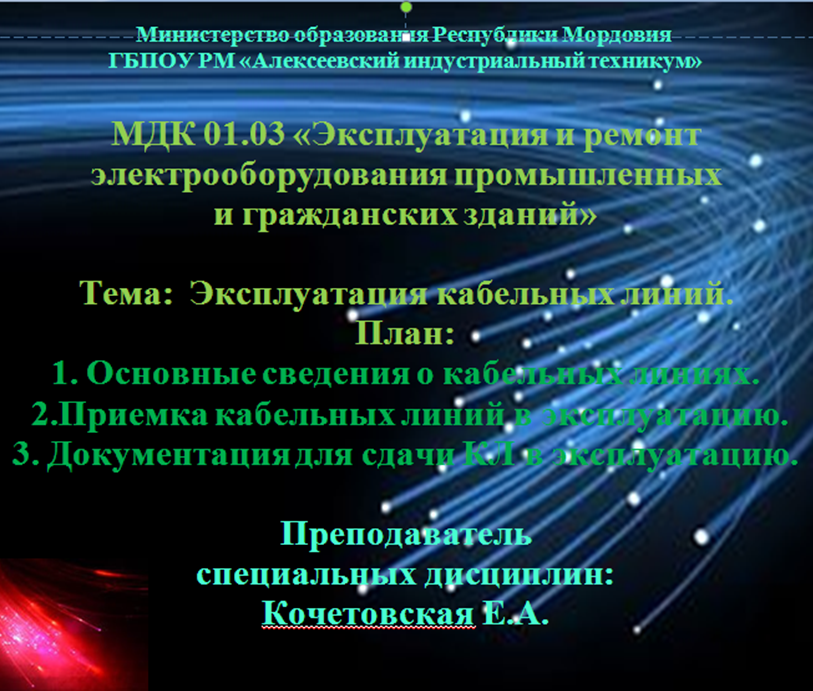 Министерство образования Республики Мордовия
ГБПОУ РМ «Алексеевский индустриальный техникум»
МДК 01.03 «Эксплуатация и ремонт
электрооборудования промышленных
и гражданских зданий»
Тема: Эксплуатация кабельных линий.
План:
1. Основные сведения о кабельных линиях.
2.Приемка кабельных линий в эксплуатацию.
3. Документация для сдачи КЛ в эксплуатацию.
Преподаватель
специальных дисциплин:
Кочетовская Е.А.